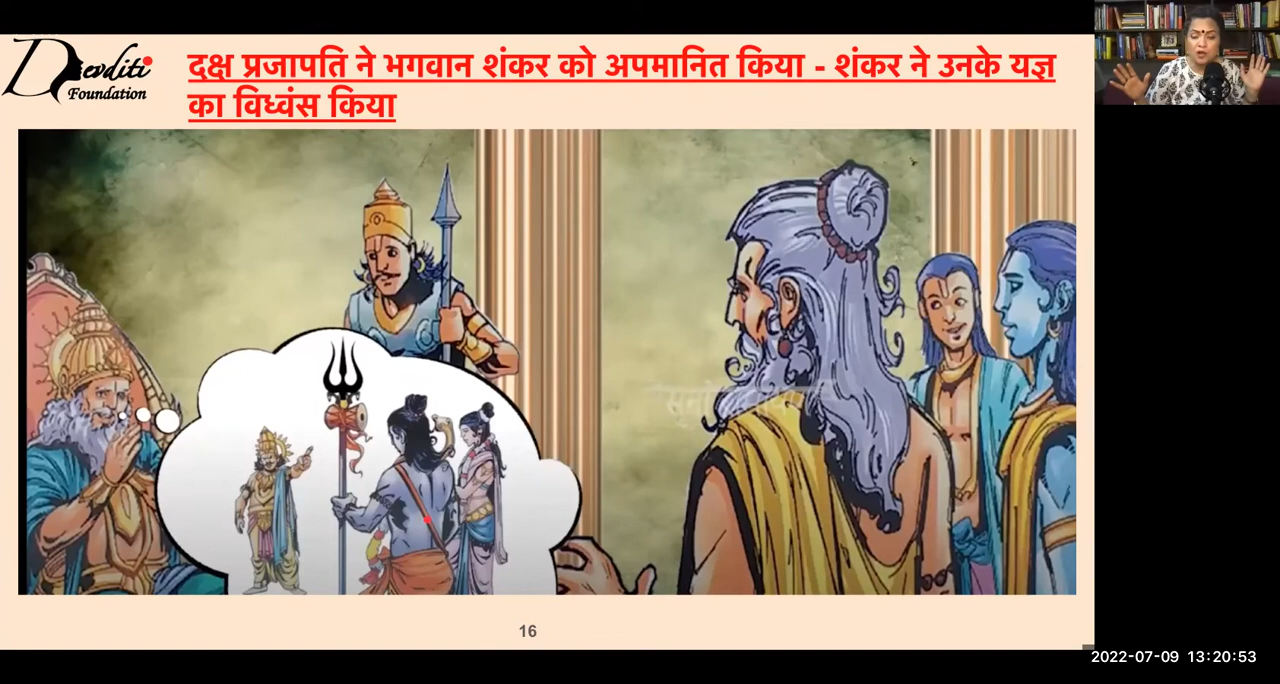 Devditi
Foundation
दक्ष प्रजापति ने भगवान शंकर को अपमानित किया - शंकर ने उनके यज्ञ
का विध्वंस किया
16
2022-07-09 13:20:53